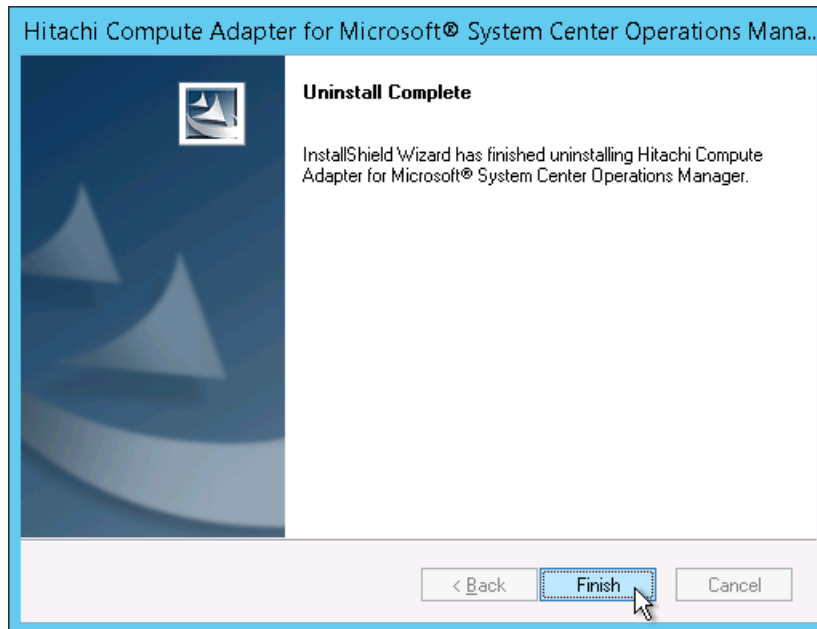 Hitachi Compute Adapter for Microsoft® System Center Operations Mana..
Uninstall Complete
InstallShield Wizard has finished uninstalling Hitachi Compute
Adapter for Microsoft® System Center Operations Manager.
< Back Finish Cancel